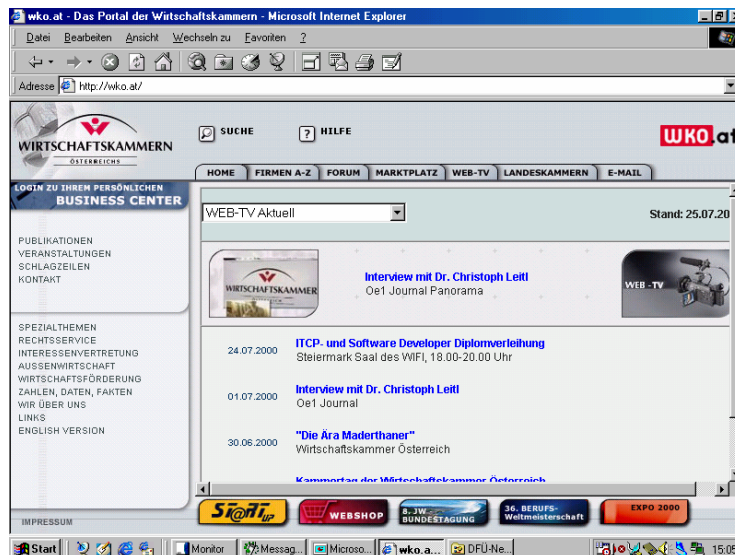 wko.at - Das Portal der Wirtschaftskammern - Microsoft Internet Explorer
Datei Bearbeiten Ansicht Wechseln zu Favoriten ?
Adresse http://wko.at/
WIRTSCHAFTSKAMMERN
ÖSTERREICHS
SUCHE HILFE
WKO.at
HOME FIRMEN A-Z FORUM MARKTPLATZ WEB-TV LANDESKAMMERN E-MAIL
LOGIN ZU IHREM PERSÖNLICHEN
BUSINESS CENTER
WEB-TV Aktuell
Stand: 25.07.20
PUBLIKATIONEN
VERANSTALTUNGEN
SCHLAGZEILEN
KONTAKT
WIRTSCHAFTSKAMMER
Interview mit Dr. Christoph Leitl
Oe1 Journal Panorama
WEB -TV
SPEZIALTHEMEN
RECHTSSERVICE
INTERESSENVERTRETUNG
AUSSENWIRTSCHAFT
WIRTSCHAFTSFÖRDERUNG
ZAHLEN, DATEN, FAKTEN
WIR ÜBER UNS
LINKS
ENGLISH VERSION
24.07.2000 ITCP- und Software Developer Diplomverleihung
Steiermark Saal des WIFI, 18.00-20.00 Uhr
01.07.2000 Interview mit Dr. Christoph Leitl
Oe1 Journal
30.06.2000 "Die Ära Maderthaner"
Wirtschaftskammer Österreich
Kammertag der Wirtschaftskammer Österreich
IMPRESSUM
St@rt Up
WEBSHOP
8. JW-
BUNDESTAGUNG
36. BERUFS-
Weltmeisterschaft
EXPO 2000
Start Monitor Messag... Microso... wko.a... DFÜ-Ne... 15:05